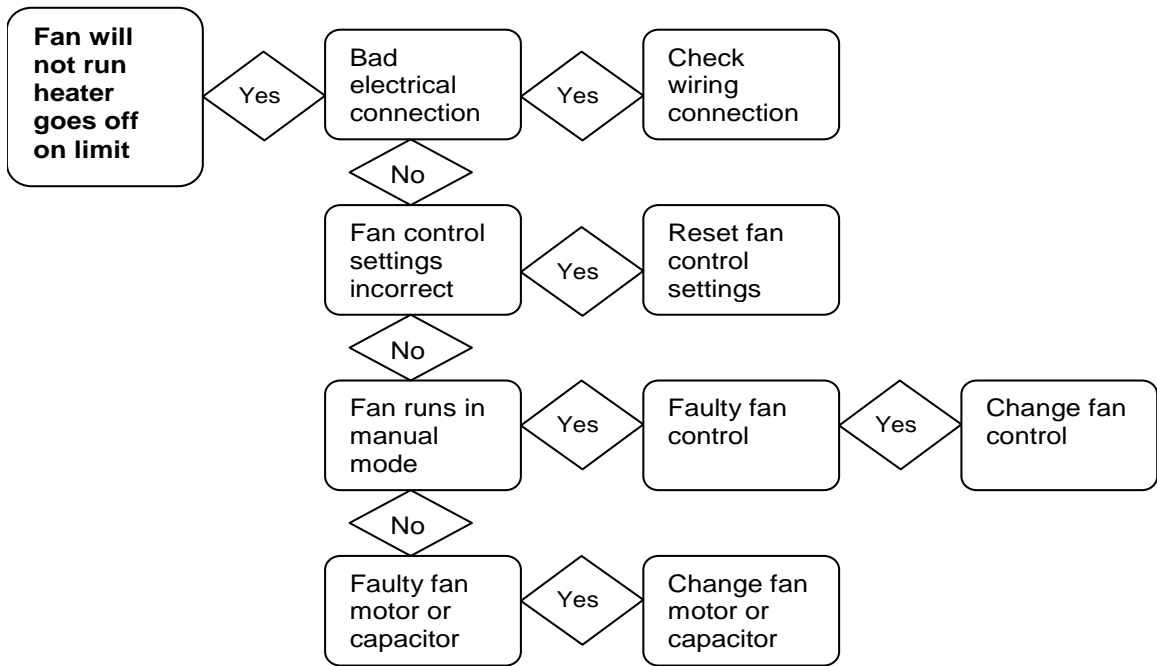 Fan will
not run
heater
goes off
on limit
Yes
Bad
electrical
connection
Yes
Check
wiring
connection
No
Fan control
settings
incorrect
Yes
Reset fan
control
settings
No
Fan runs in
manual
mode
Yes
Faulty fan
control
Yes
Change fan
control
No
Faulty fan
motor or
capacitor
Yes
Change fan
motor or
capacitor